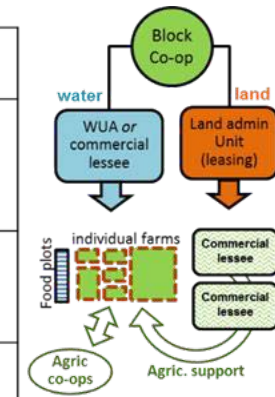 Block
Co-op
water
land
WUA or
commercial
lessee
Land admin
Unit
(leasing)
individual farms
Food plots
Commercial
lessee
Commercial
lessee
Agric
co-ops
Agric. support